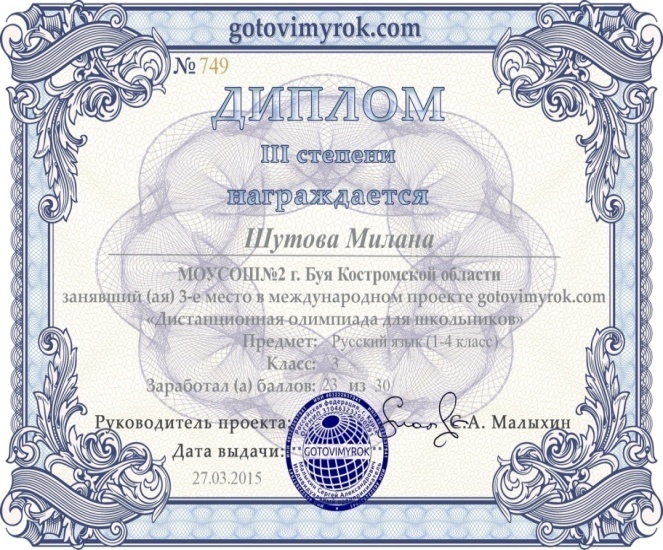 gotovimyrok.com
№ 749
ДИПЛОМ
III степени
награждается
Шутова Милана
МОУСОШ№2 г. Буя Костромской области
занявший (ая) 3-е место в международном проекте gotovimyrok.com
«Дистанционная олимпиада для школьников»
Предмет: Русский язык (1-4 класс)
Класс: 3
Заработал (а) баллов: 23 из 30/
Руководитель проекта: С.А. Малыхин
GOTOVIMYROK
Дата выдачи:
27.03.2015